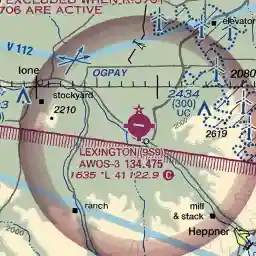 EXCLUDED WHEN R-5701
706 ARE ACTIVE
elevator
V 112
Ione
OGPAY
2080
stockyard
2210
2434
(300)
UC
2619
LEXINGTON (9S9)
AWOS-3 134.475
1635 *L 41 122.9 C
ranch
mill
& stack
Heppner
2000